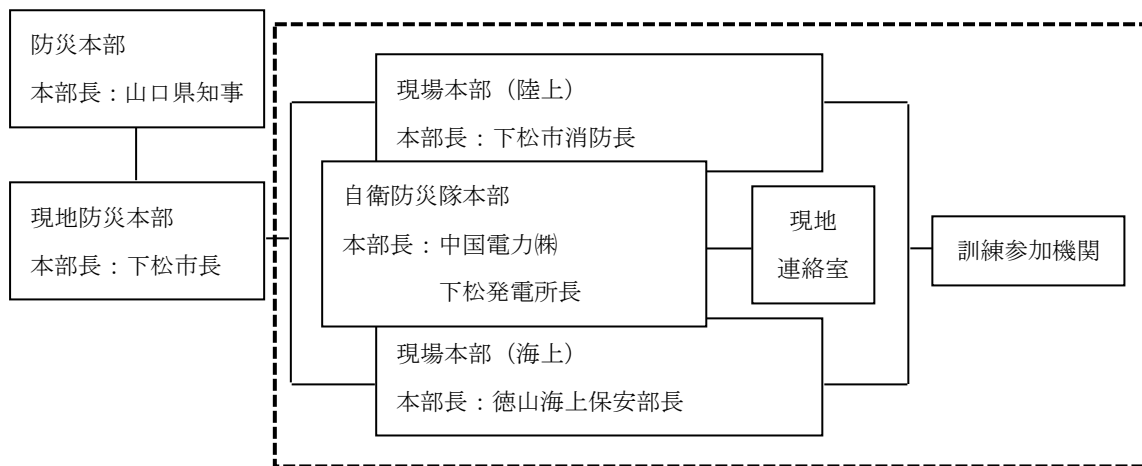 防災本部
本部長：山口県知事
現地防災本部
本部長：下松市長
現場本部（陸上）
本部長：下松市消防長
自衛防災隊本部
本部長：中国電力㈱
下松発電所長
現場本部（海上）
本部長：徳山海上保安部長
現地
連絡室
訓練参加機関